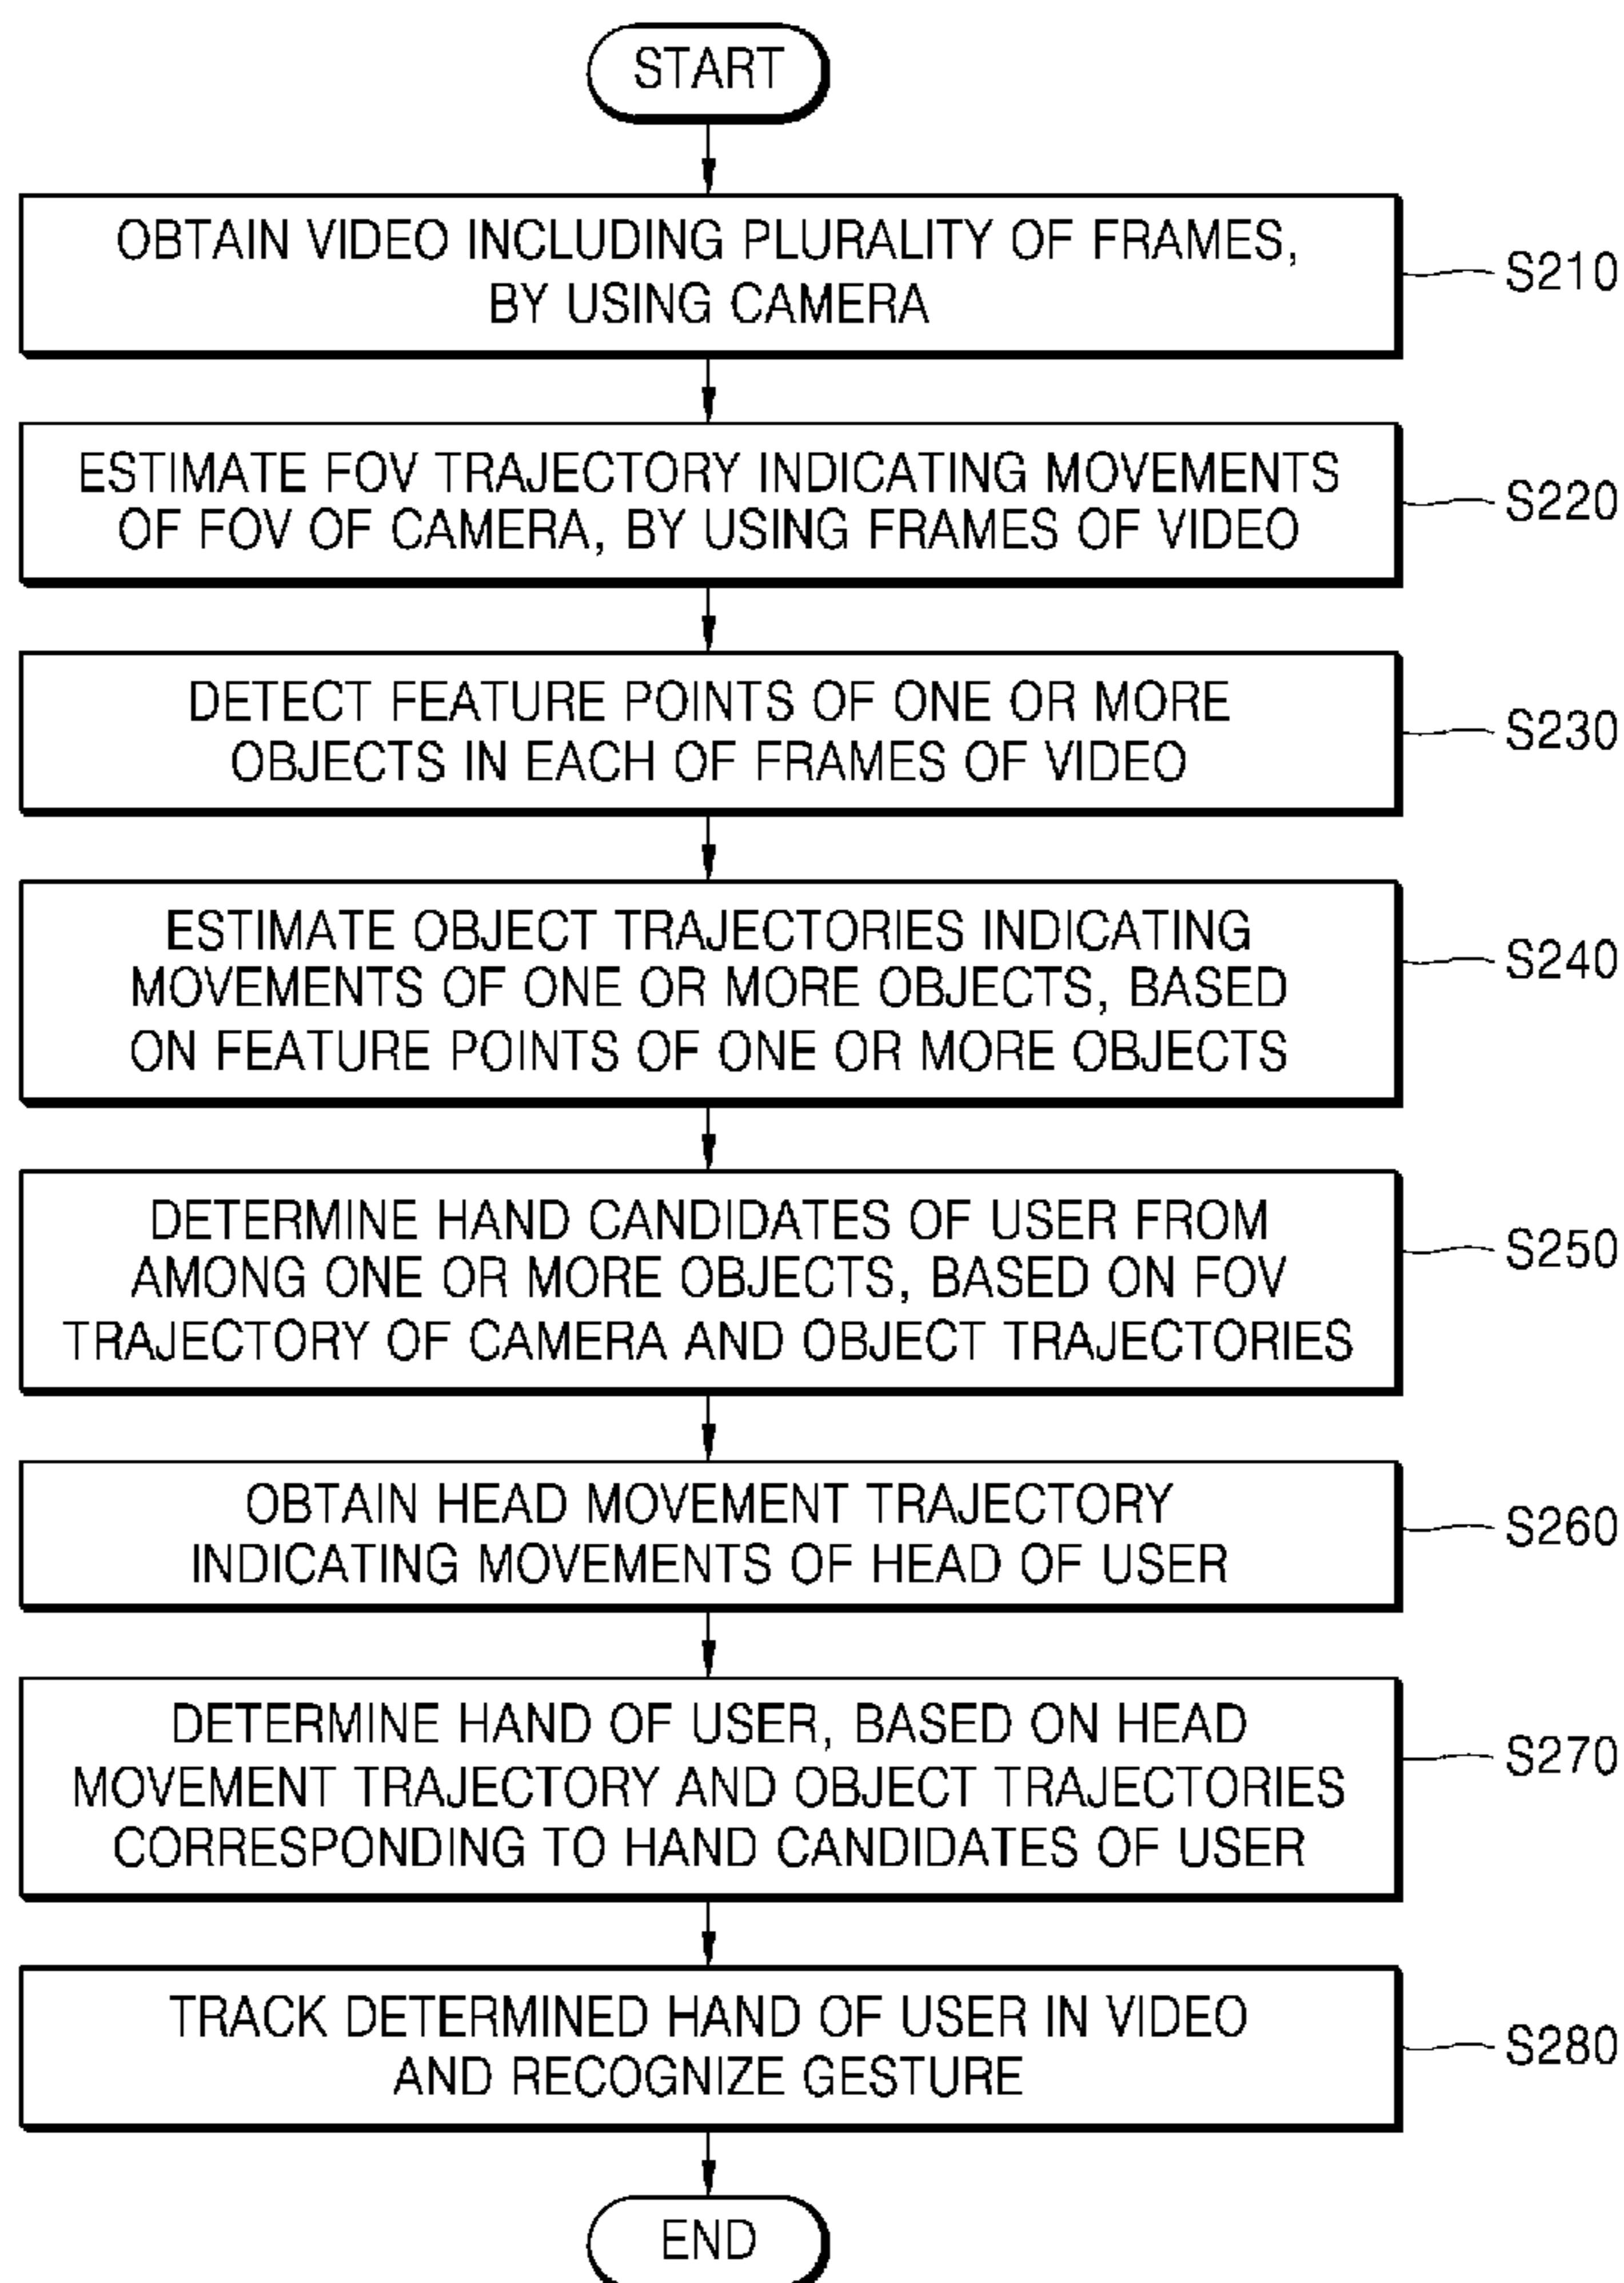 START
OBTAIN VIDEO INCLUDING PLURALITY OF FRAMES,
BY USING CAMERA
S210
ESTIMATE FOV TRAJECTORY INDICATING MOVEMENTS
OF FOV OF CAMERA, BY USING FRAMES OF VIDEO
S220
DETECT FEATURE POINTS OF ONE OR MORE
OBJECTS IN EACH OF FRAMES OF VIDEO
S230
ESTIMATE OBJECT TRAJECTORIES INDICATING
MOVEMENTS OF ONE OR MORE OBJECTS, BASED
ON FEATURE POINTS OF ONE OR MORE OBJECTS
S240
DETERMINE HAND CANDIDATES OF USER FROM
AMONG ONE OR MORE OBJECTS, BASED ON FOV
TRAJECTORY OF CAMERA AND OBJECT TRAJECTORIES
S250
OBTAIN HEAD MOVEMENT TRAJECTORY
INDICATING MOVEMENTS OF HEAD OF USER
S260
DETERMINE HAND OF USER, BASED ON HEAD
MOVEMENT TRAJECTORY AND OBJECT TRAJECTORIES
CORRESPONDING TO HAND CANDIDATES OF USER
S270
TRACK DETERMINED HAND OF USER IN VIDEO
AND RECOGNIZE GESTURE
S280
END